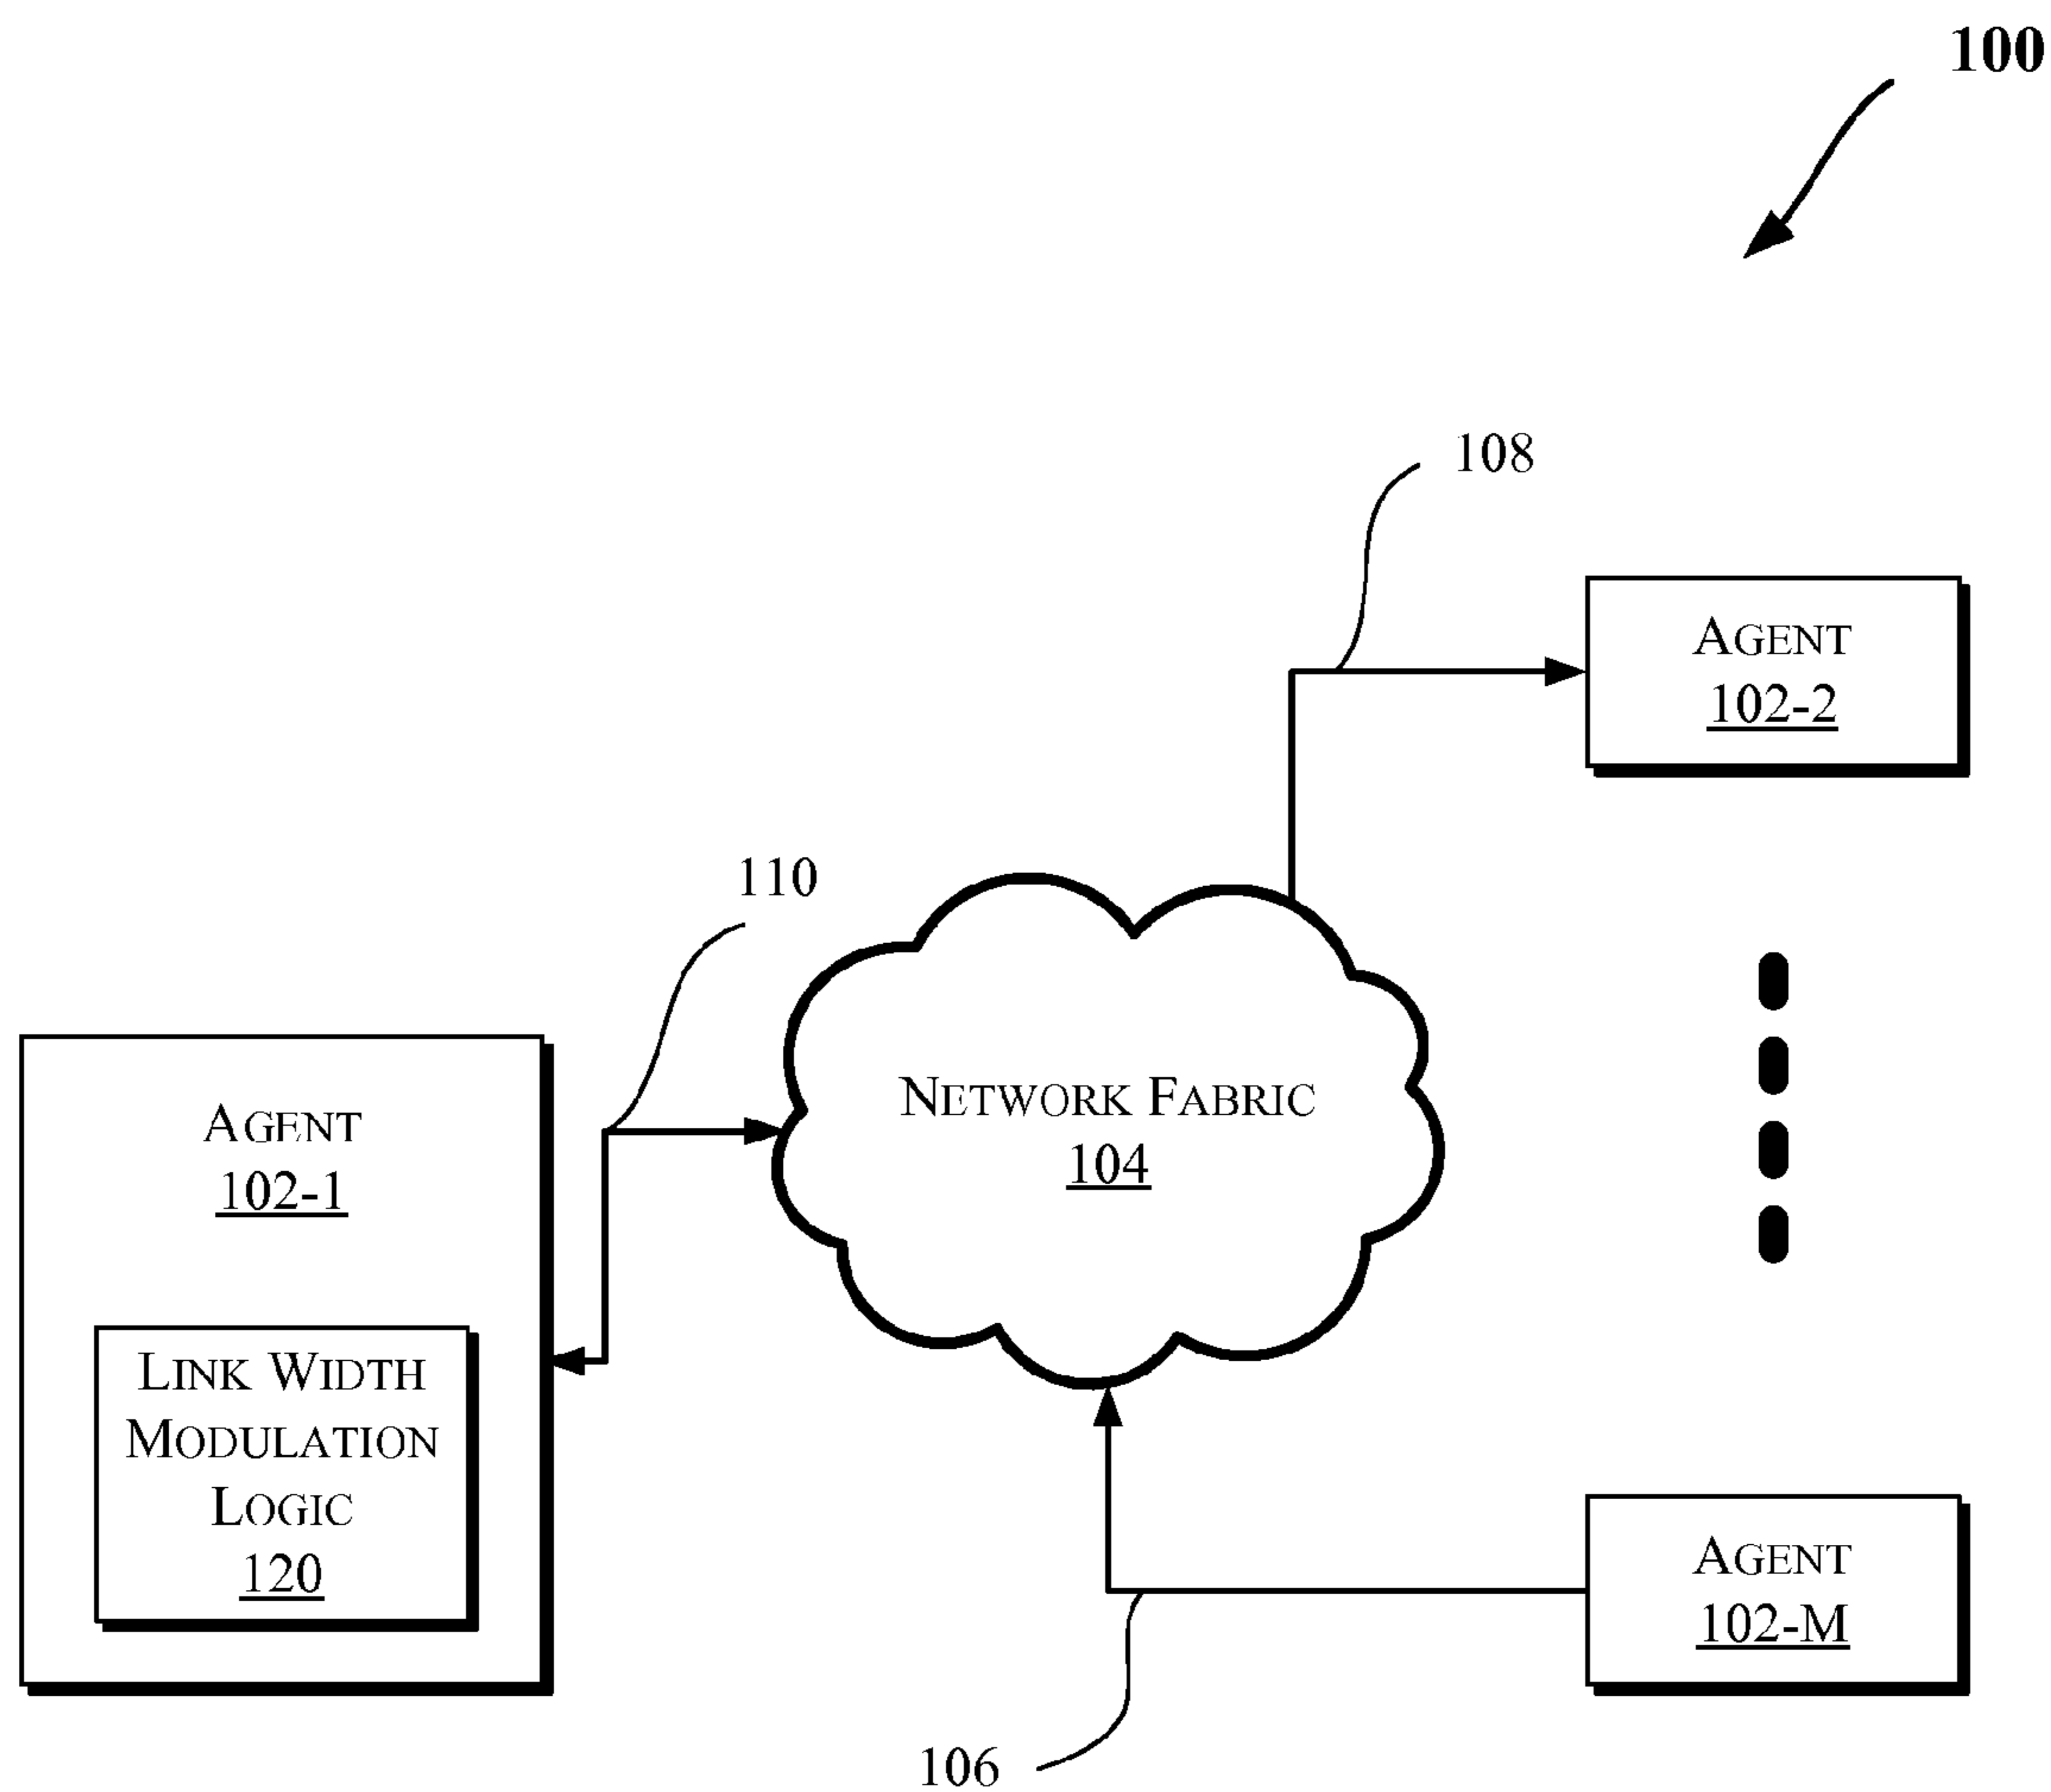 100
108
AGENT
102-2
110
NETWORK FABRIC
104
AGENT
102-1
LINK WIDTH
MODULATION
LOGIC
120
AGENT
102-M
106